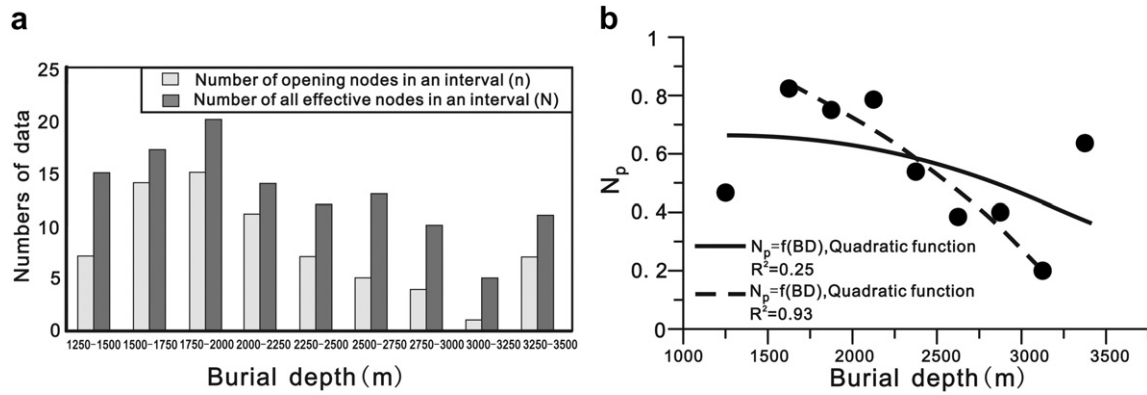 a
25
20
15
10
5
0
Numbers of data
Number of opening nodes in an interval (n)
Number of all effective nodes in an interval (N)
1250-1500 1500-1750 1750-2000 2000-2250 2250-2500 2500-2750 2750-3000 3000-3250 3250-3500
Burial depth(m)
b
1
0.8
0.6
0.4
0.2
0
Np
Np=f(BD),Quadratic function
R²=0.25
Np=f(BD),Quadratic function
R²=0.93
1000 1500 2000 2500 3000 3500
Burial depth(m)